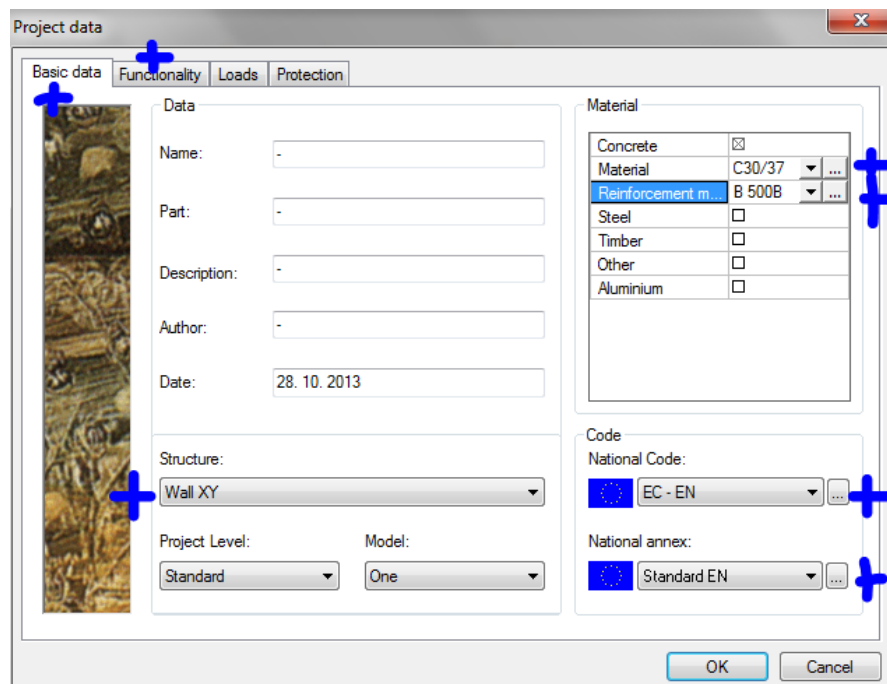 Project data
Basic data Functionality Loads Protection
Data
Name: -
Part: -
Description: -
Author: -
Date: 28. 10. 2013
Material
Concrete
Material C30/37 ...
Reinforcement m... B 500B ...
Steel
Timber
Other
Aluminium
Structure:
Wall XY
Project Level: Model:
Standard One
Code
National Code:
EC - EN ...
National annex:
Standard EN ...
OK Cancel